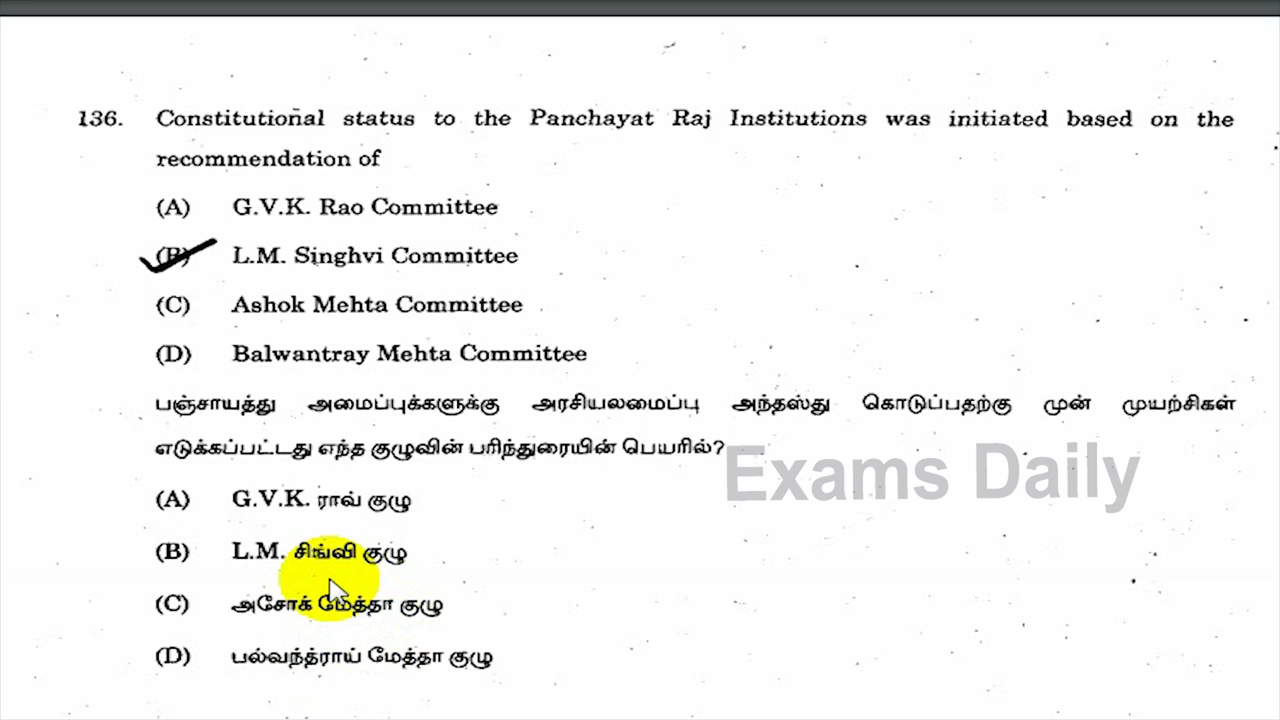 136. Constitutional status to the Panchayat Raj Institutions was initiated based on the
recommendation of
(A) G.V.K. Rao Committee
(B) L.M. Singhvi Committee
(C) Ashok Mehta Committee
(D) Balwantray Mehta Committee
பஞ்சாயத்து அமைப்புக்களுக்கு அரசியலமைப்பு அந்தஸ்து கொடுப்பதற்கு முன் முயற்சிகள்
எடுக்கப்பட்டது எந்த குழுவின் பரிந்துரையின் பெயரில்?
Exams Daily
(A) G.V.K. ராவ் குழு
(B) L.M. சிங்வி குழு
(C) அசோக் மேத்தா குழு
(D) பல்வந்த்ராய் மேத்தா குழு